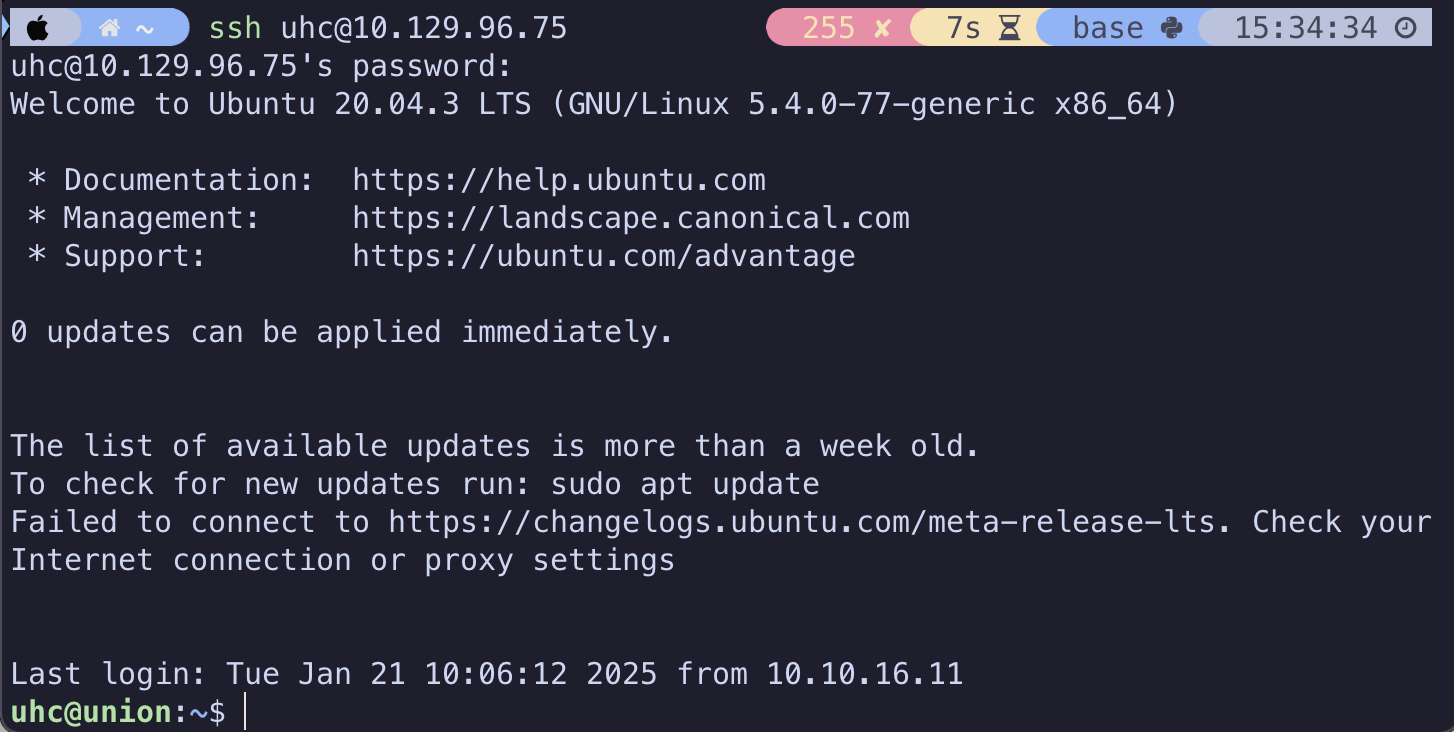 ~ ssh uhc@10.129.96.75 255 ✘ 7s base 15:34:34
uhc@10.129.96.75's password:
Welcome to Ubuntu 20.04.3 LTS (GNU/Linux 5.4.0-77-generic x86_64)
* Documentation: https://help.ubuntu.com
* Management: https://landscape.canonical.com
* Support: https://ubuntu.com/advantage
0 updates can be applied immediately.
The list of available updates is more than a week old.
To check for new updates run: sudo apt update
Failed to connect to https://changelogs.ubuntu.com/meta-release-lts. Check your
Internet connection or proxy settings
Last login: Tue Jan 21 10:06:12 2025 from 10.10.16.11
uhc@union:~$